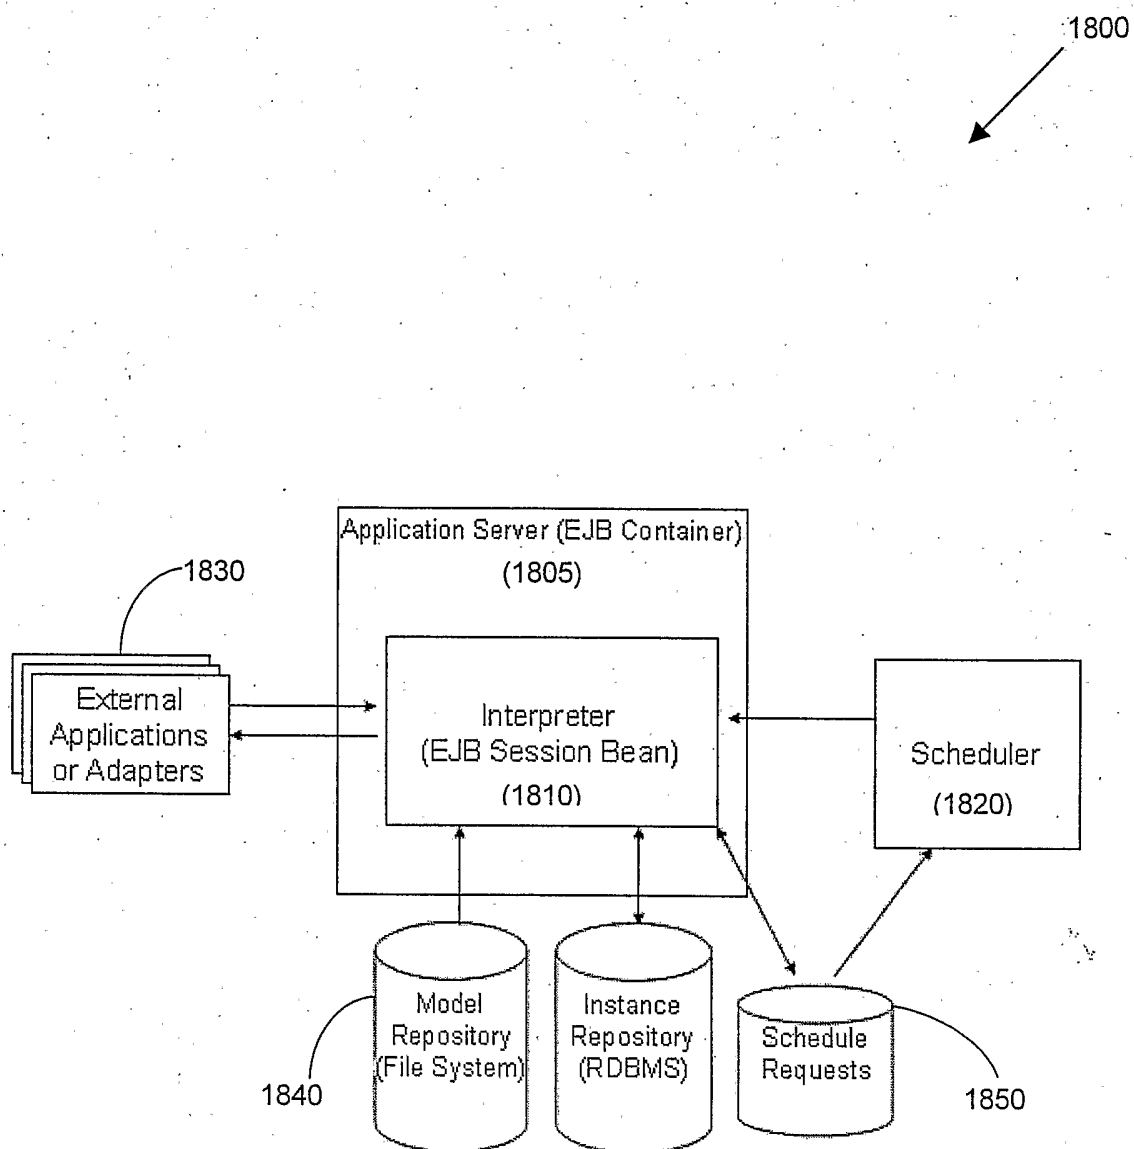 1800
Application Server (EJB Container)
(1805)
1830
External
Applications
or Adapters
Interpreter
(EJB Session Bean)
(1810)
Scheduler
(1820)
Model
Repository
(File System)
Instance
Repository
(RDBMS)
Schedule
Requests
1840
1850